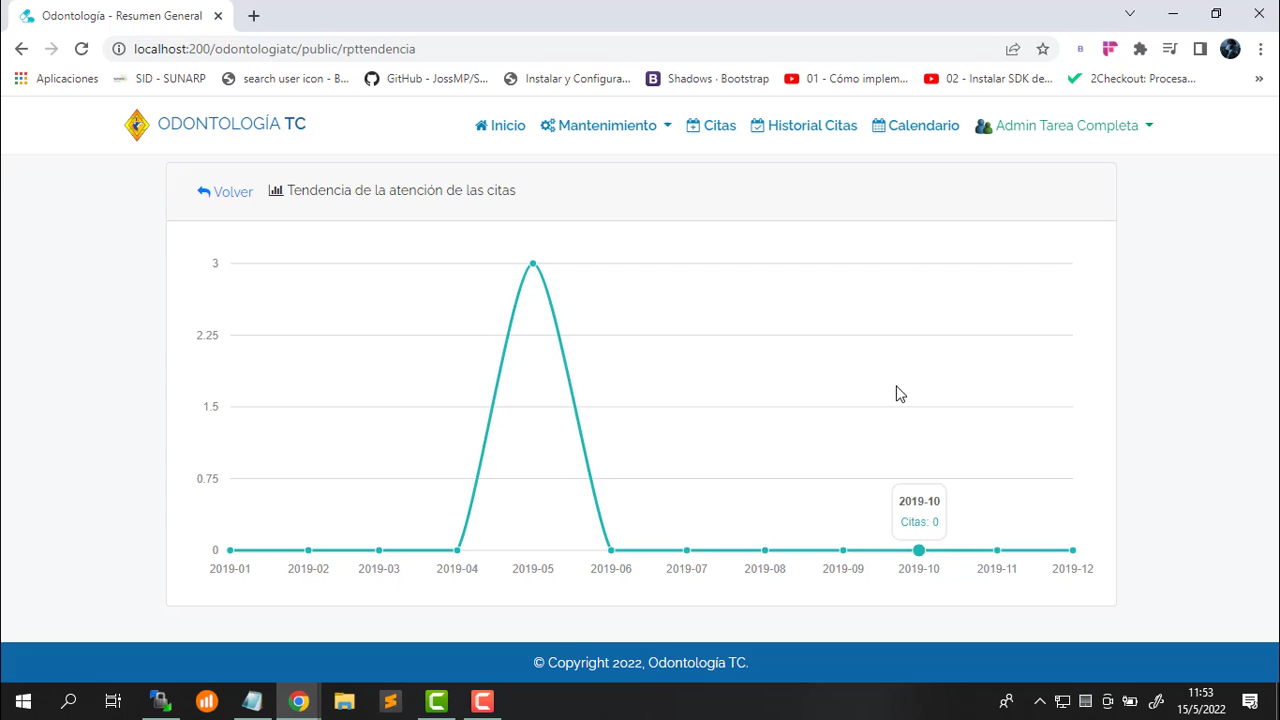 Odontología - Resumen General
localhost:200/odontologiatc/public/rpttendencia
Aplicaciones
SID - SUNARP
search user icon - B...
GitHub - JossMP/S...
Instalar y Configura...
Shadows · Bootstrap
01 - Cómo implem...
02 - Instalar SDK de...
2Checkout: Procesa...
»
ODONTOLOGÍA TC
Inicio
Mantenimiento
Citas
Historial Citas
Calendario
Admin Tarea Completa
Volver
Tendencia de la atención de las citas
3
2.25
1.5
0.75
0
2019-10
Citas: 0
2019-01 2019-02 2019-03 2019-04 2019-05 2019-06 2019-07 2019-08 2019-09 2019-10 2019-11 2019-12
© Copyright 2022, Odontología TC.
11:53
15/5/2022